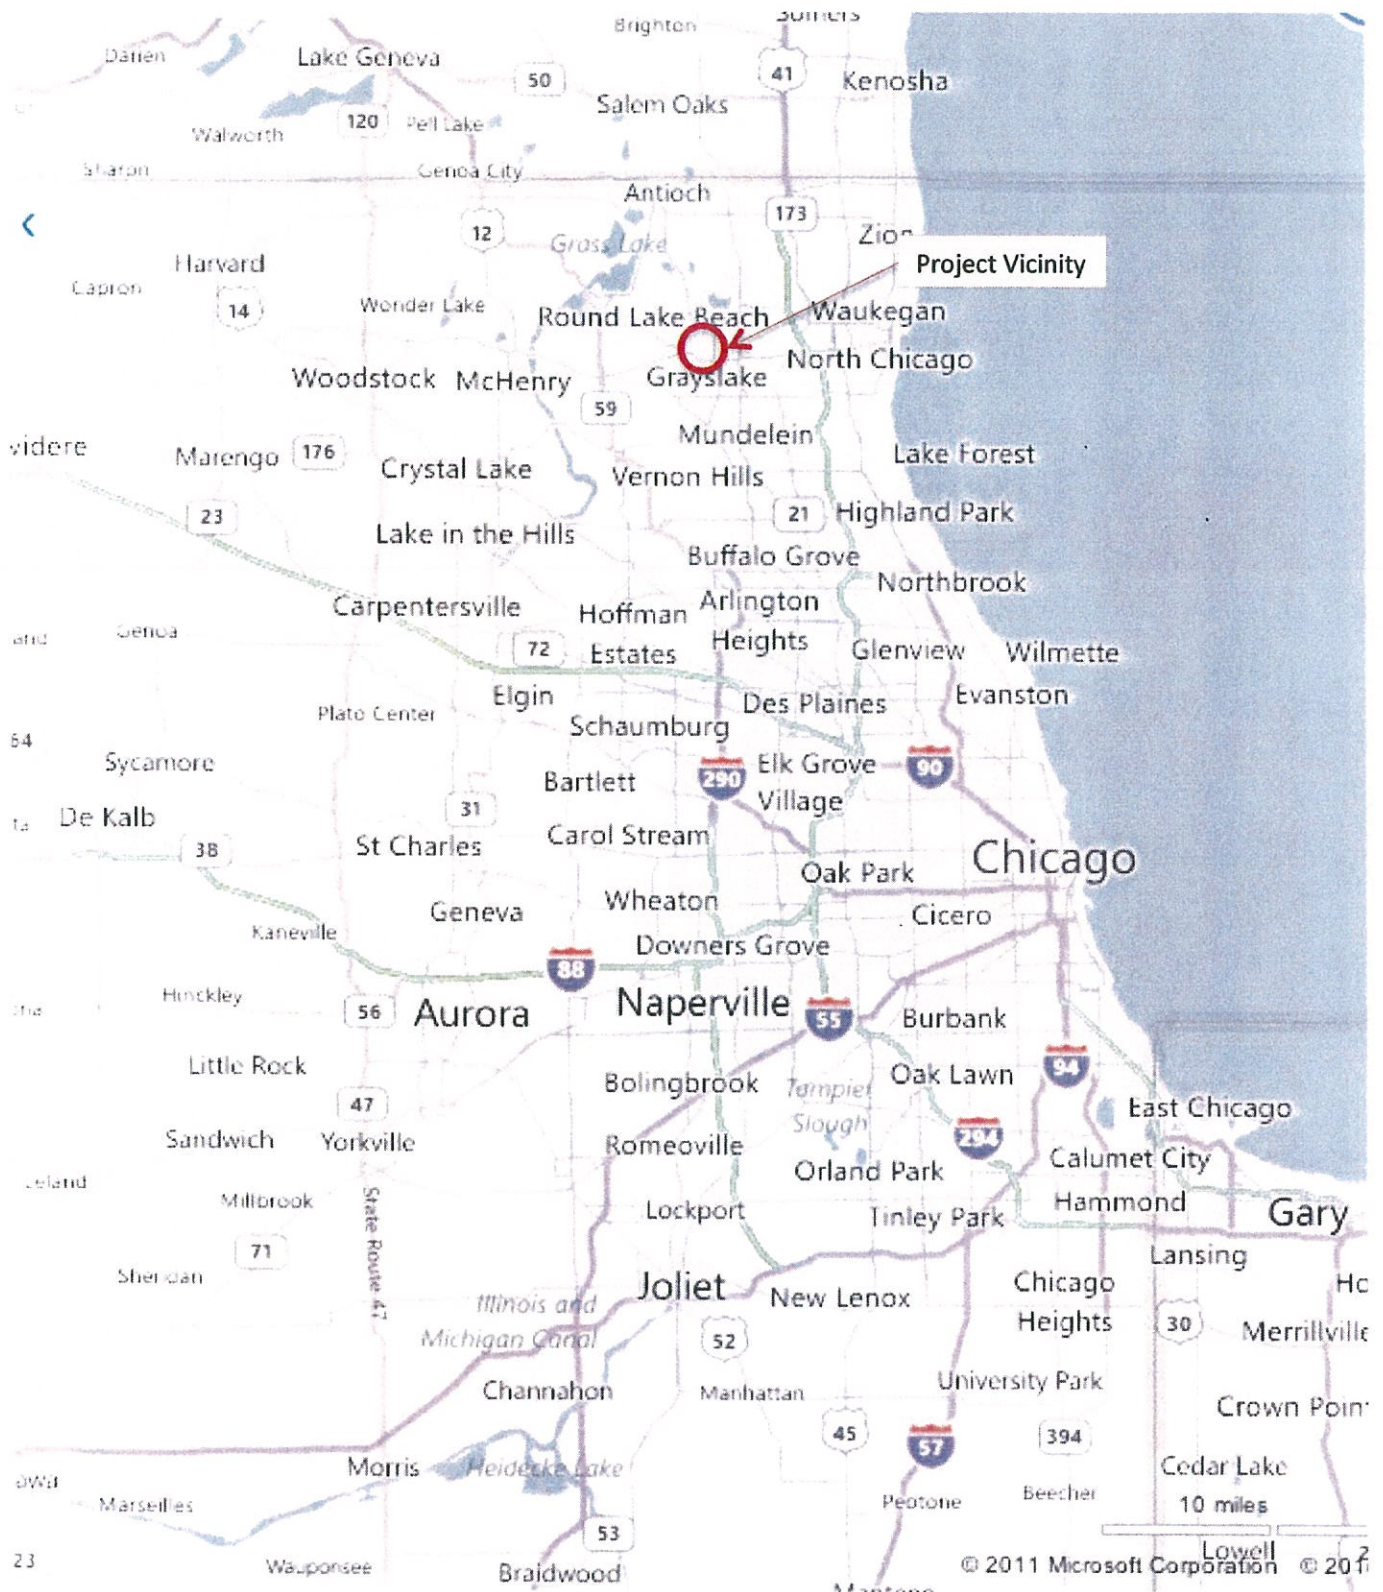 Brighton
Somers
Darien
Lake Geneva
50
41
Kenosha
Salem Oaks
120
Pell Lake
Walworth
Sharon
Genoa City
Antioch
173
12
Zion
Grass Lake
Project Vicinity
Harvard
Capron
14
Wonder Lake
Round Lake Beach
Waukegan
North Chicago
Woodstock
McHenry
Grayslake
59
Mundelein
videre
Marengo
176
Crystal Lake
Vernon Hills
Lake Forest
23
21
Highland Park
Lake in the Hills
Buffalo Grove
Northbrook
Carpentersville
Hoffman
Estates
Arlington
Heights
Genoa
72
Glenview
Wilmette
Elgin
Des Plaines
Evanston
Plato Center
Schaumburg
64
Sycamore
290
Elk Grove
Village
90
Bartlett
31
De Kalb
38
St Charles
Carol Stream
Chicago
Oak Park
Wheaton
Geneva
Cicero
Kaneville
Downers Grove
88
Hinckley
56
Aurora
Naperville
55
Burbank
Little Rock
94
Bolingbrook
Tampier
Slough
Oak Lawn
47
East Chicago
Sandwich
Yorkville
Romeoville
294
Calumet City
Orland Park
Leland
Millbrook
State Route 47
Lockport
Tinley Park
Hammond
Gary
71
Lansing
Sheridan
Joliet
New Lenox
Chicago
Heights
Ho
Illinois and
Michigan Canal
52
30
Merrillville
Channahon
Manhattan
University Park
Crown Point
45
57
394
Morris
Heidecke Lake
Cedar Lake
Marseilles
Peotone
Beecher
10 miles
53
23
Wauponsee
Braidwood
Lowell
© 2011 Microsoft Corporation © 201